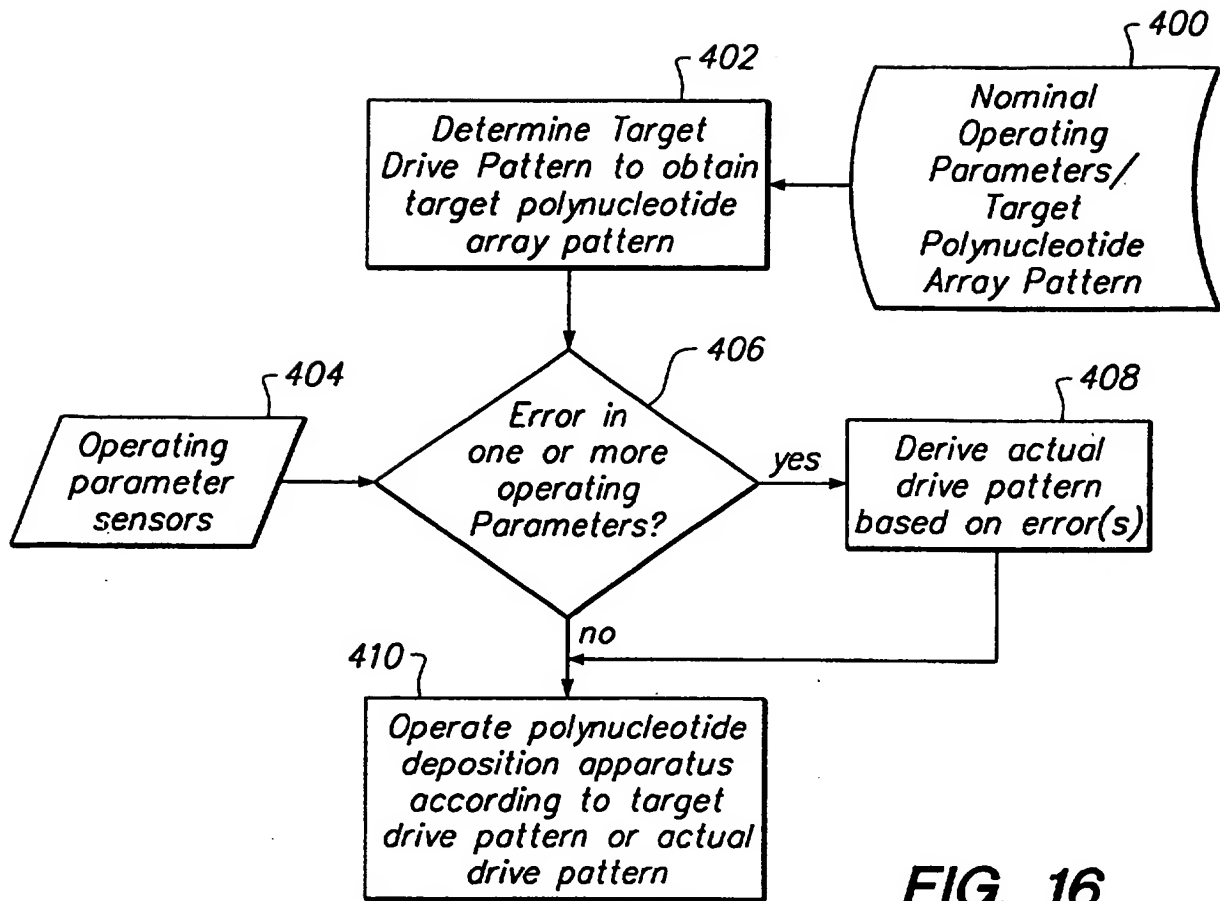 400
Nominal
Operating
Parameters/
Target
Polynucleotide
Array Pattern
402
Determine Target
Drive Pattern to obtain
target polynucleotide
array pattern
404
Operating
parameter
sensors
406
Error in
one or more
operating
Parameters?
yes
408
Derive actual
drive pattern
based on error(s)
no
410
Operate polynucleotide
deposition apparatus
according to target
drive pattern or actual
drive pattern
FIG. 16